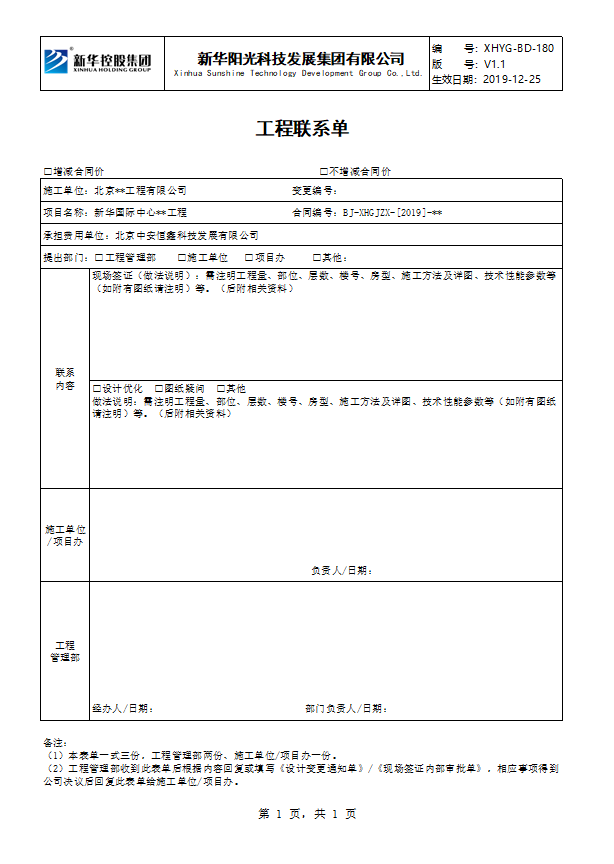 新华控股集团®
XINHUA HOLDING GROUP
新华阳光科技发展集团有限公司
Xinhua Sunshine Technology Development Group Co.,Ltd.
编 号: XHYG-BD-180
版 号: V1.1
生效日期: 2019-12-25
工程联系单
□增减合同价 □不增减合同价
施工单位：北京**工程有限公司 变更编号：
项目名称：新华国际中心**工程 合同编号：BJ-XHGJZX-[2019]-**
承担费用单位：北京中安恒鑫科技发展有限公司
提出部门：□工程管理部 □施工单位 □项目办 □其他：
联系
内容
现场签证（做法说明）：需注明工程量、部位、层数、楼号、房型、施工方法及详图、技术性能参数等
（如附有图纸请注明）等。（后附相关资料）
□设计优化 □图纸疑问 □其他
做法说明：需注明工程量、部位、层数、楼号、房型、施工方法及详图、技术性能参数等（如附有图纸
请注明）等。（后附相关资料）
施工单位
/项目办
负责人/日期：
工程
管理部
经办人/日期： 部门负责人/日期：
备注：
（1）本表单一式三份，工程管理部两份、施工单位/项目办一份。
（2）工程管理部收到此表单后根据内容回复或填写《设计变更通知单》/《现场签证内部审批单》，相应事项得到
公司决议后回复此表单给施工单位/项目办。
第 1 页，共 1 页